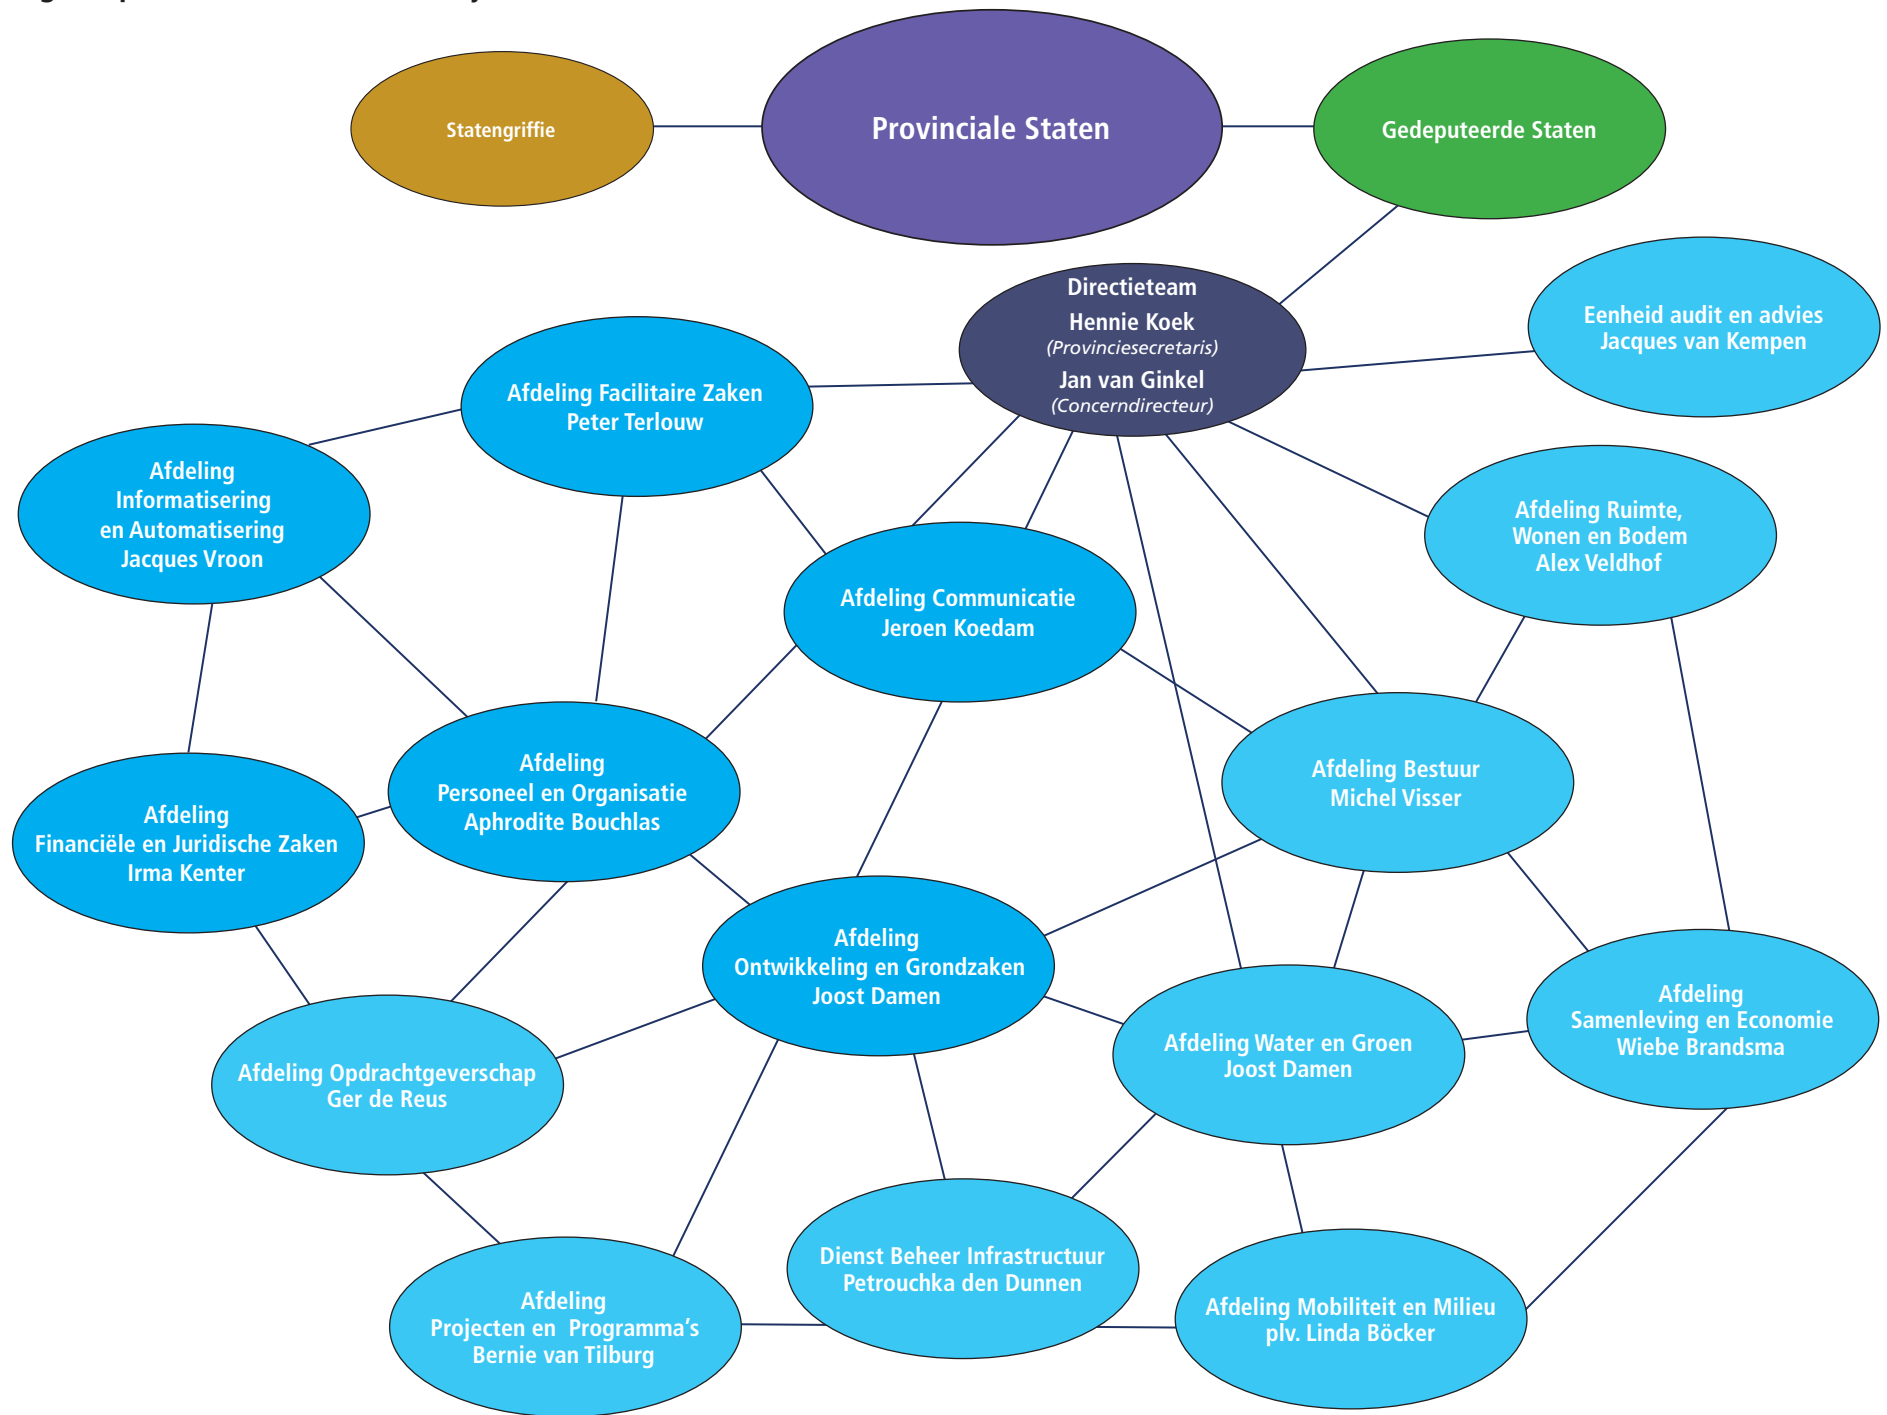 Statengriffie
Provinciale Staten
Gedeputeerde Staten
Directieteam
Hennie Koek
(Provinciesecretaris)
Jan van Ginkel
(Concerndirecteur)
Eenheid audit en advies
Jacques van Kempen
Afdeling Facilitaire Zaken
Peter Terlouw
Afdeling
Informatisering
en Automatisering
Jacques Vroon
Afdeling Ruimte,
Wonen en Bodem
Alex Veldhof
Afdeling Communicatie
Jeroen Koedam
Afdeling
Personeel en Organisatie
Aphrodite Bouchlas
Afdeling Bestuur
Michel Visser
Afdeling
Financiële en Juridische Zaken
Irma Kenter
Afdeling
Ontwikkeling en Grondzaken
Joost Damen
Afdeling
Samenleving en Economie
Wiebe Brandsma
Afdeling Water en Groen
Joost Damen
Afdeling Opdrachtgeverschap
Ger de Reus
Dienst Beheer Infrastructuur
Petrouchka den Dunnen
Afdeling
Projecten en Programma's
Bernie van Tilburg
Afdeling Mobiliteit en Milieu
plv. Linda Böcker